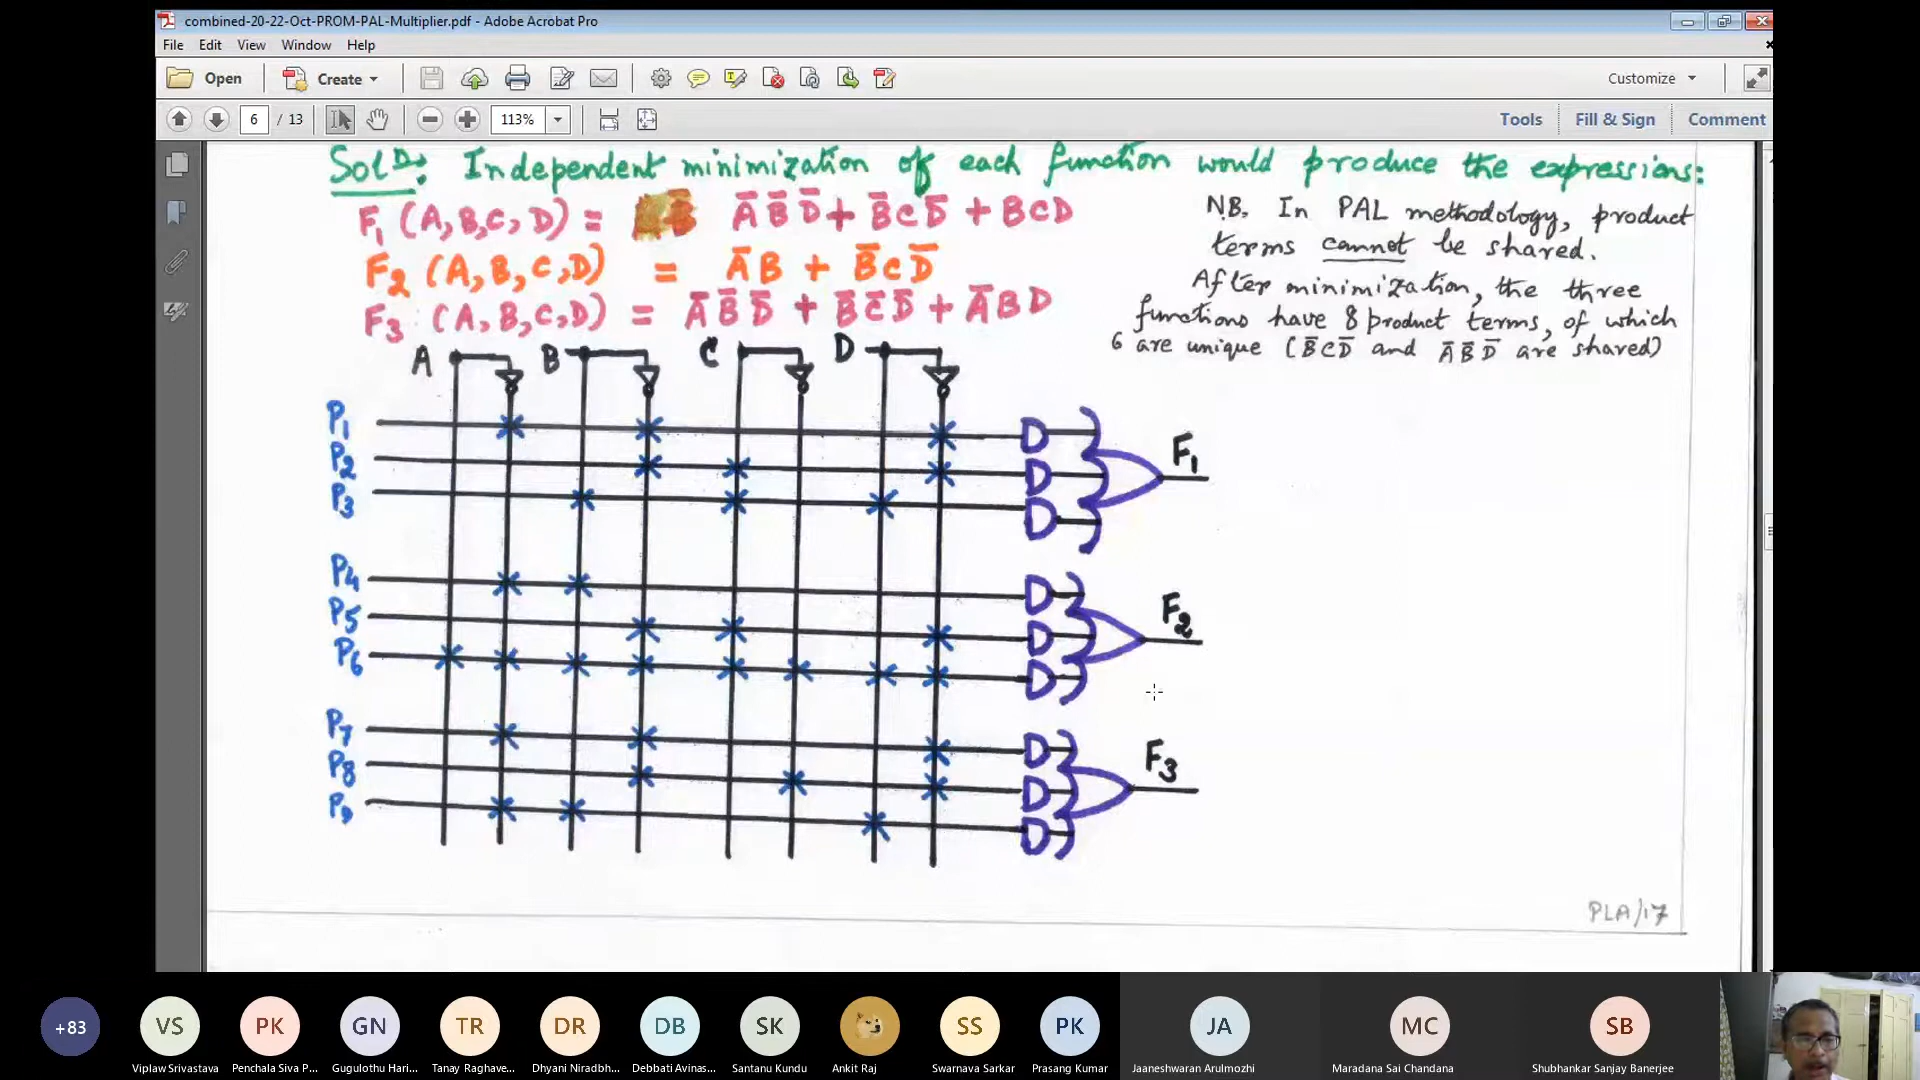 combined-20-22-Oct-PROM-PAL-Multiplier.pdf - Adobe Acrobat Pro
File Edit View Window Help
Open Create Customize
6 / 13 113% Tools Fill & Sign Comment
Solⁿ: Independent minimization of each function would produce the expressions:
F₁ (A,B,C,D) = A̅ B̅ D̅ + B̅ C D̅ + B C D
F₂ (A,B,C,D) = A̅ B + B̅ C D̅
F₃ (A,B,C,D) = A̅ B̅ D̅ + B̅ C̅ D̅ + A̅ B D
N.B. In PAL methodology, product
terms cannot be shared.
After minimization, the three
functions have 8 product terms, of which
6 are unique (B̅ C D̅ and A̅ B̅ D̅ are shared)
A B C D
P₁
P₂
P₃
F₁
P₄
P₅
P₆
F₂
P₇
P₈
P₉
F₃
PLA/17
+83 VS PK GN TR DR DB SK SS PK JA MC SB
Viplaw Srivastava Penchala Siva P... Gugulothu Hari... Tanay Raghave... Dhyani Niradbh... Debbati Avinas... Santanu Kundu Ankit Raj Swarnava Sarkar Prasang Kumar Jaaneshwaran Arulmozhi Maradana Sai Chandana Shubhankar Sanjay Banerjee